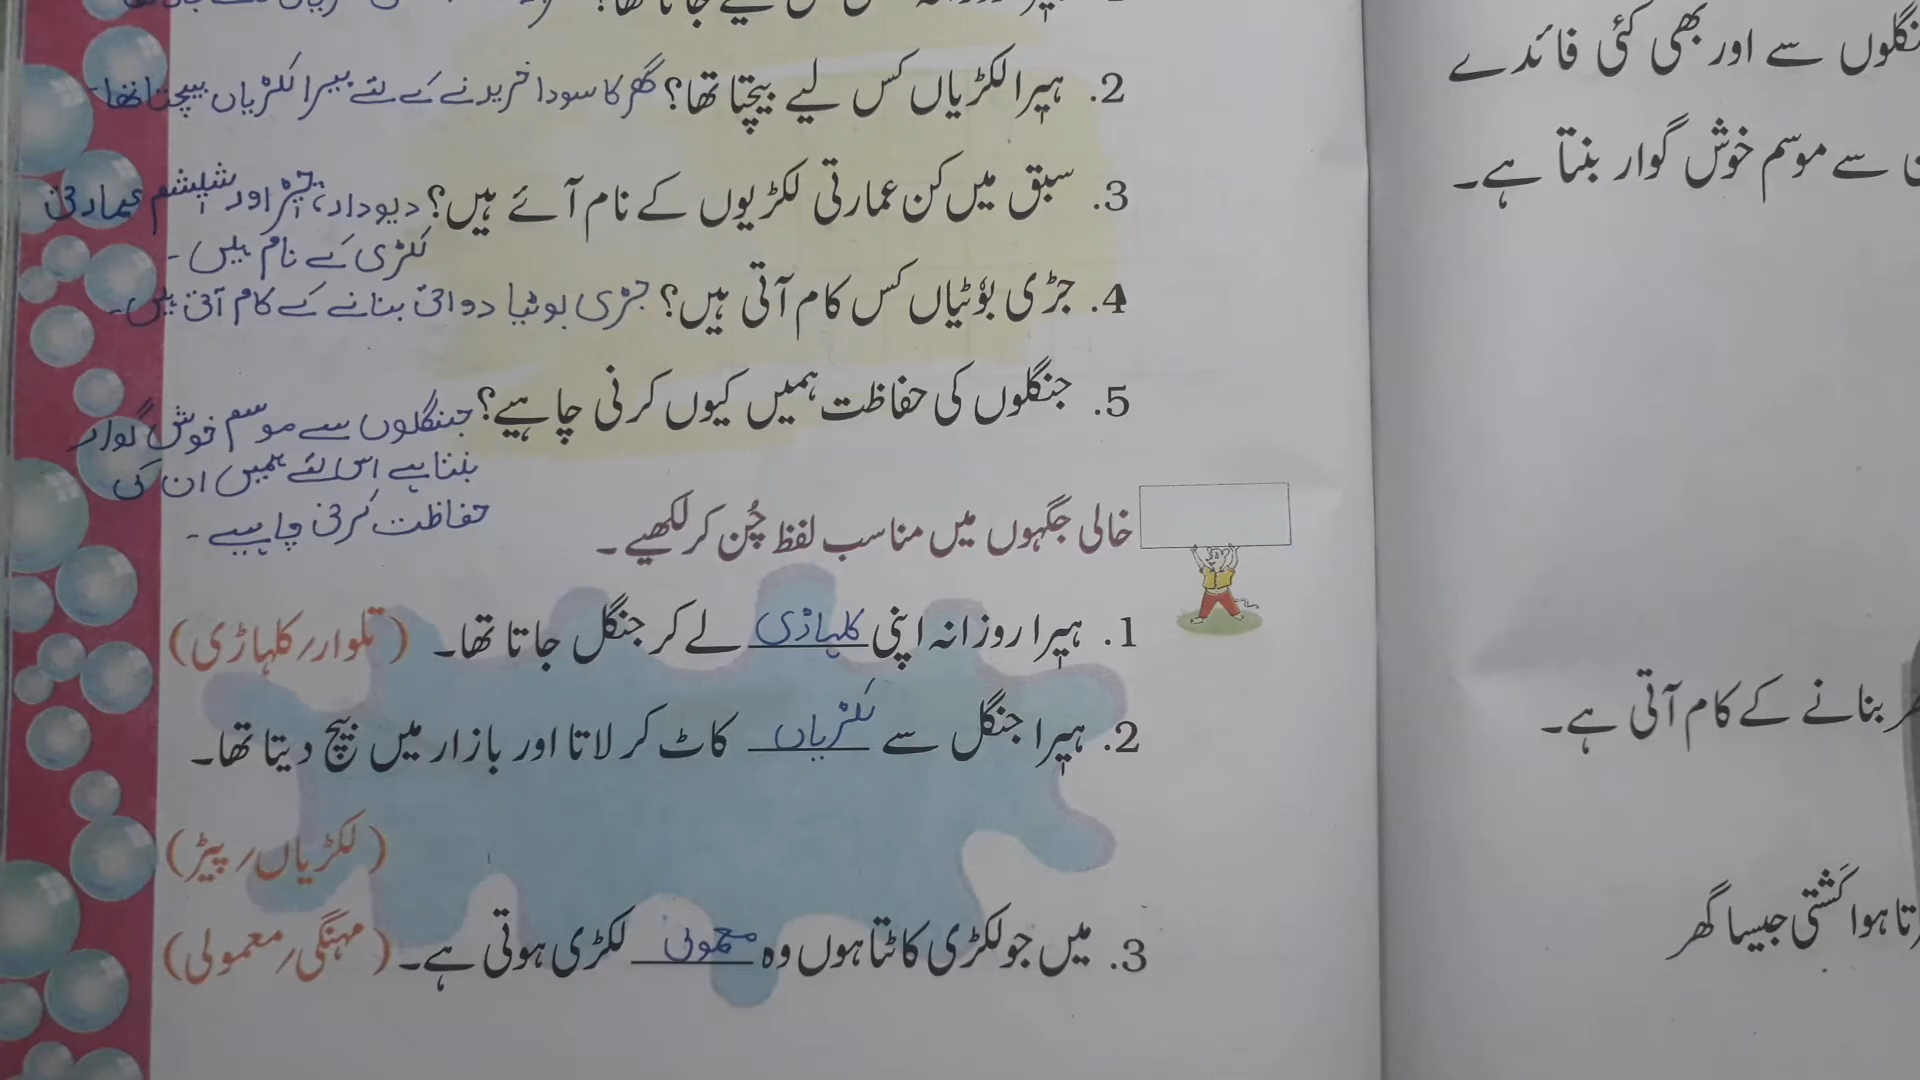 2. ہیرا لکڑیاں کس لیے بیچتا تھا؟ گھر کا سودا خریدنے کے لئے ہیرا لکڑیاں بیچتا تھا۔
3. سبق میں کن عمارتی لکڑیوں کے نام آئے ہیں؟ دیودار، چیڑ اور شیشم عمارتی
لکڑی کے نام ہیں۔
4. جڑی بوٗٹیاں کس کام آتی ہیں؟ جڑی بوٹیا دوائی بنانے کے کام آتی ہیں۔
5. جنگلوں کی حفاظت ہمیں کیوں کرنی چاہیے؟ جنگلوں سے موسم خوش گوار
بنتا ہے اس لئے ہمیں ان کی
حفاظت کرنی چاہیے۔
خالی جگہوں میں مناسب لفظ چُن کر لکھیے۔
1. ہیرا روزانہ اپنی کلہاڑی لے کر جنگل جاتا تھا۔ (تلوار/کلہاڑی)
2. ہیرا جنگل سے لکڑیاں کاٹ کر لاتا اور بازار میں بیچ دیتا تھا۔
(لکڑیاں/پیڑ)
3. میں جو لکڑی کاٹتا ہوں وہ معمولی لکڑی ہوتی ہے۔ (مہنگی/معمولی)
سے اور بھی کئی فائدے
سے موسم خوش گوار بنتا ہے۔
بنانے کے کام آتی ہے۔
ہوا کَشتی جیسا گھر